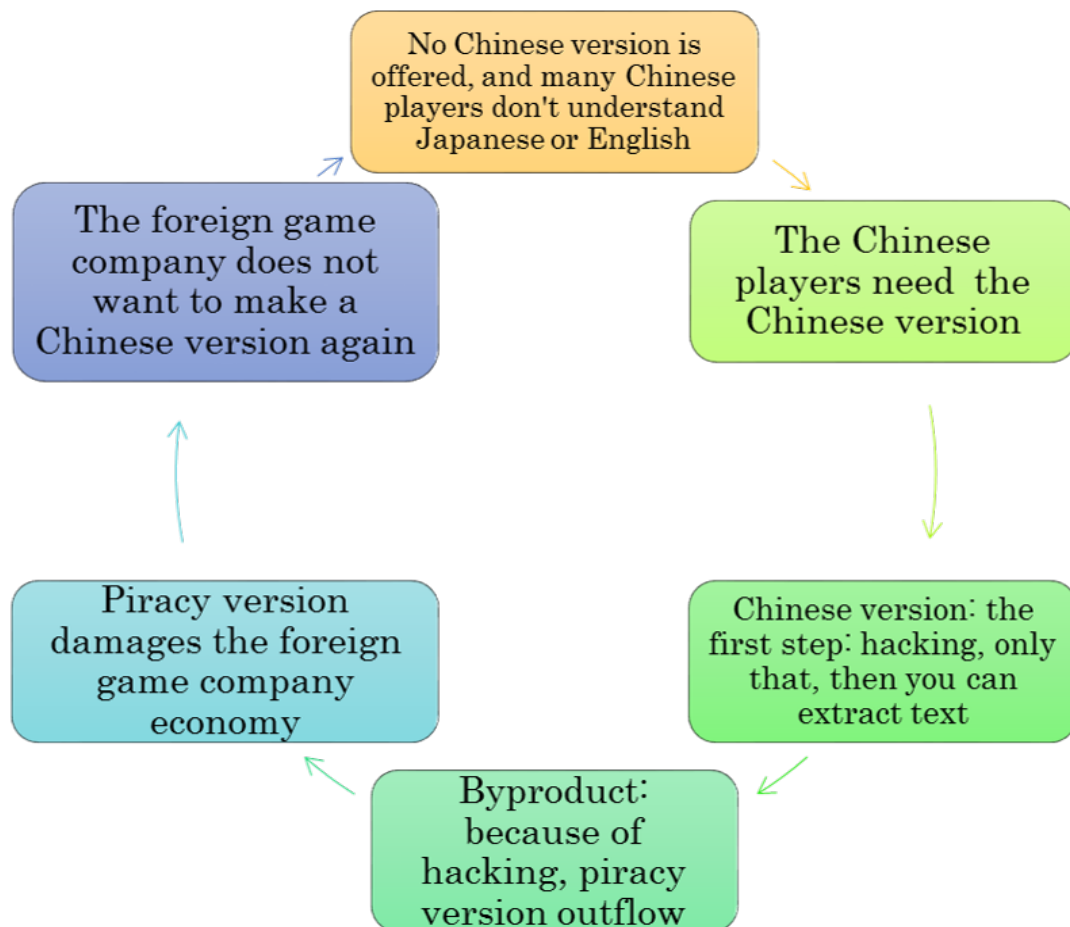 No Chinese version is
offered, and many Chinese
players don't understand
Japanese or English
The Chinese
players need the
Chinese version
Chinese version: the
first step: hacking, only
that, then you can
extract text
Byproduct:
because of
hacking, piracy
version outflow
Piracy version
damages the foreign
game company
economy
The foreign game
company does not
want to make a
Chinese version again